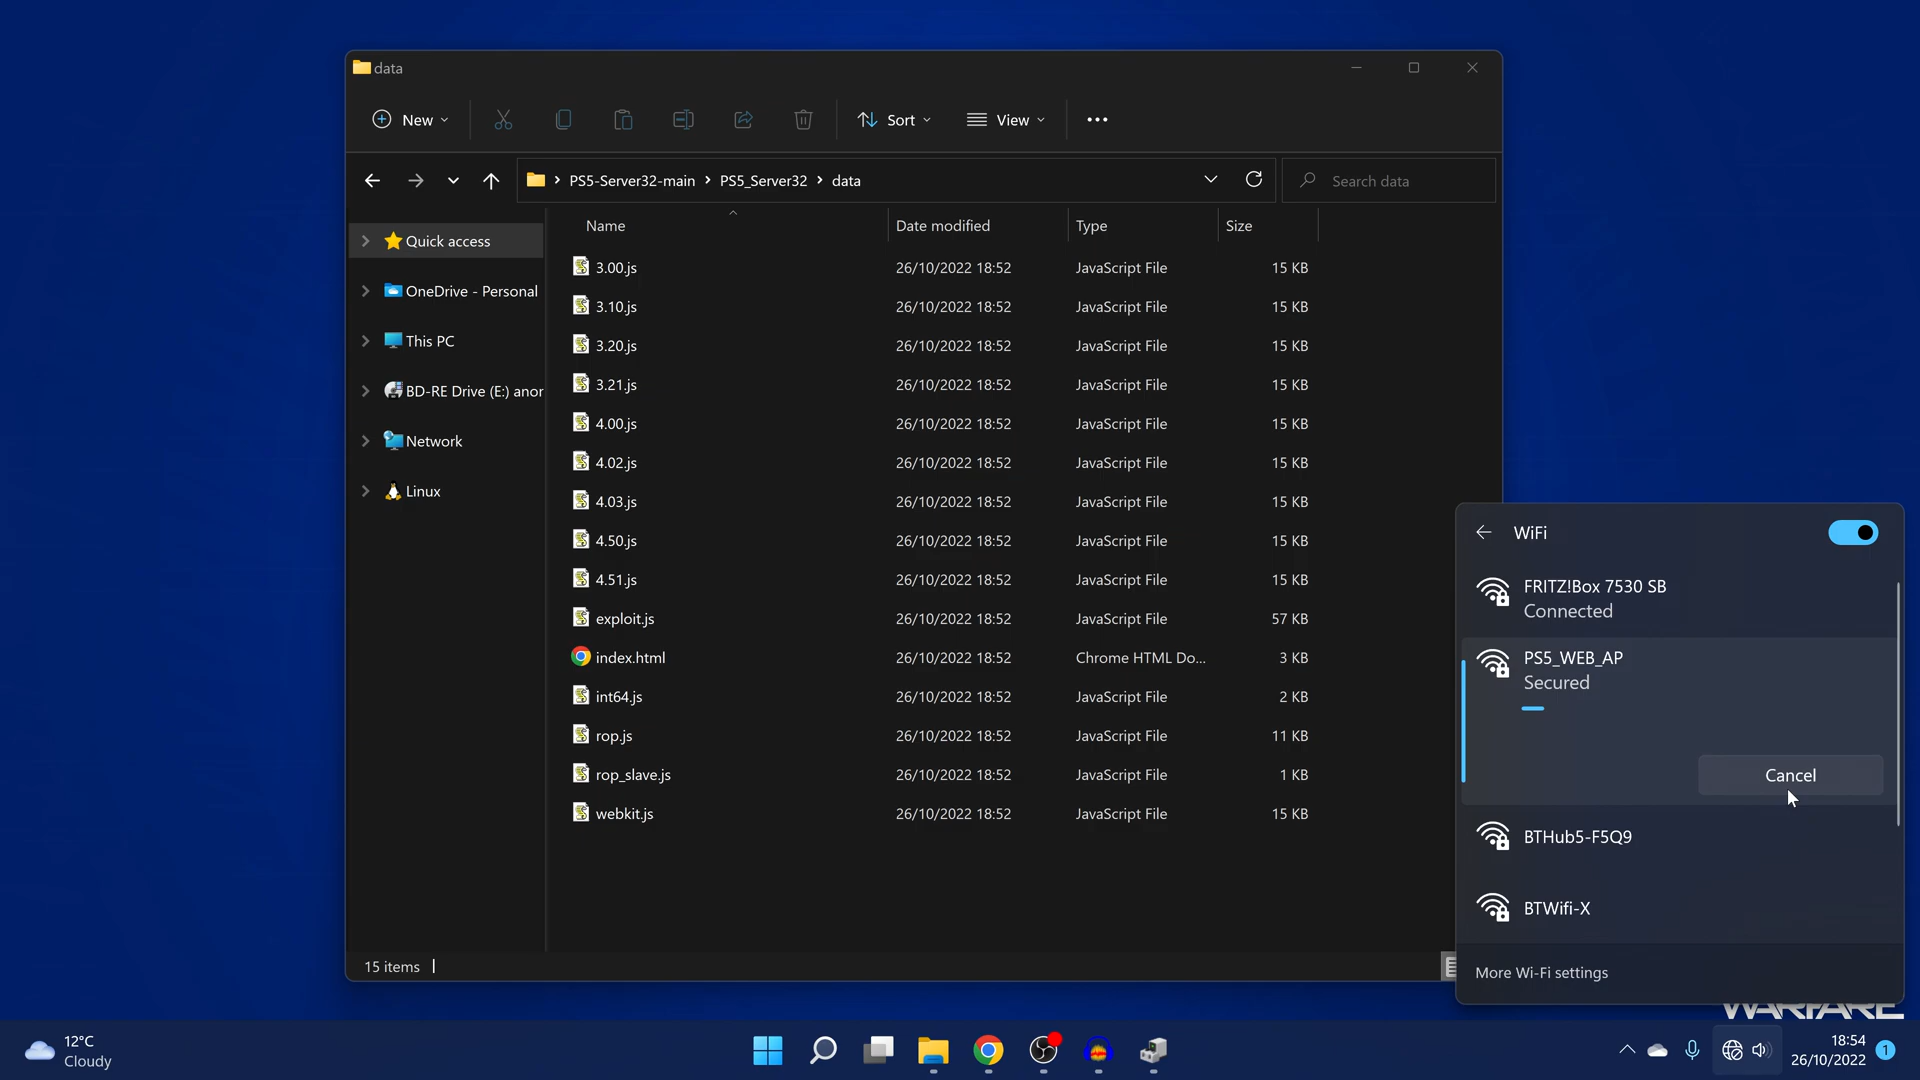 data
New
Sort
View
PS5-Server32-main
PS5_Server32
data
Search data
Name
Date modified
Type
Size
Quick access
OneDrive - Personal
This PC
BD-RE Drive (E:) anor
Network
Linux
3.00.js 26/10/2022 18:52 JavaScript File 15 KB
3.10.js 26/10/2022 18:52 JavaScript File 15 KB
3.20.js 26/10/2022 18:52 JavaScript File 15 KB
3.21.js 26/10/2022 18:52 JavaScript File 15 KB
4.00.js 26/10/2022 18:52 JavaScript File 15 KB
4.02.js 26/10/2022 18:52 JavaScript File 15 KB
4.03.js 26/10/2022 18:52 JavaScript File 15 KB
4.50.js 26/10/2022 18:52 JavaScript File 15 KB
4.51.js 26/10/2022 18:52 JavaScript File 15 KB
exploit.js 26/10/2022 18:52 JavaScript File 57 KB
index.html 26/10/2022 18:52 Chrome HTML Do... 3 KB
int64.js 26/10/2022 18:52 JavaScript File 2 KB
rop.js 26/10/2022 18:52 JavaScript File 11 KB
rop_slave.js 26/10/2022 18:52 JavaScript File 1 KB
webkit.js 26/10/2022 18:52 JavaScript File 15 KB
15 items
WiFi
FRITZ!Box 7530 SB
Connected
PS5_WEB_AP
Secured
Cancel
BTHub5-F5Q9
BTWifi-X
More Wi-Fi settings
WARFARE
12°C
Cloudy
18:54
26/10/2022
1